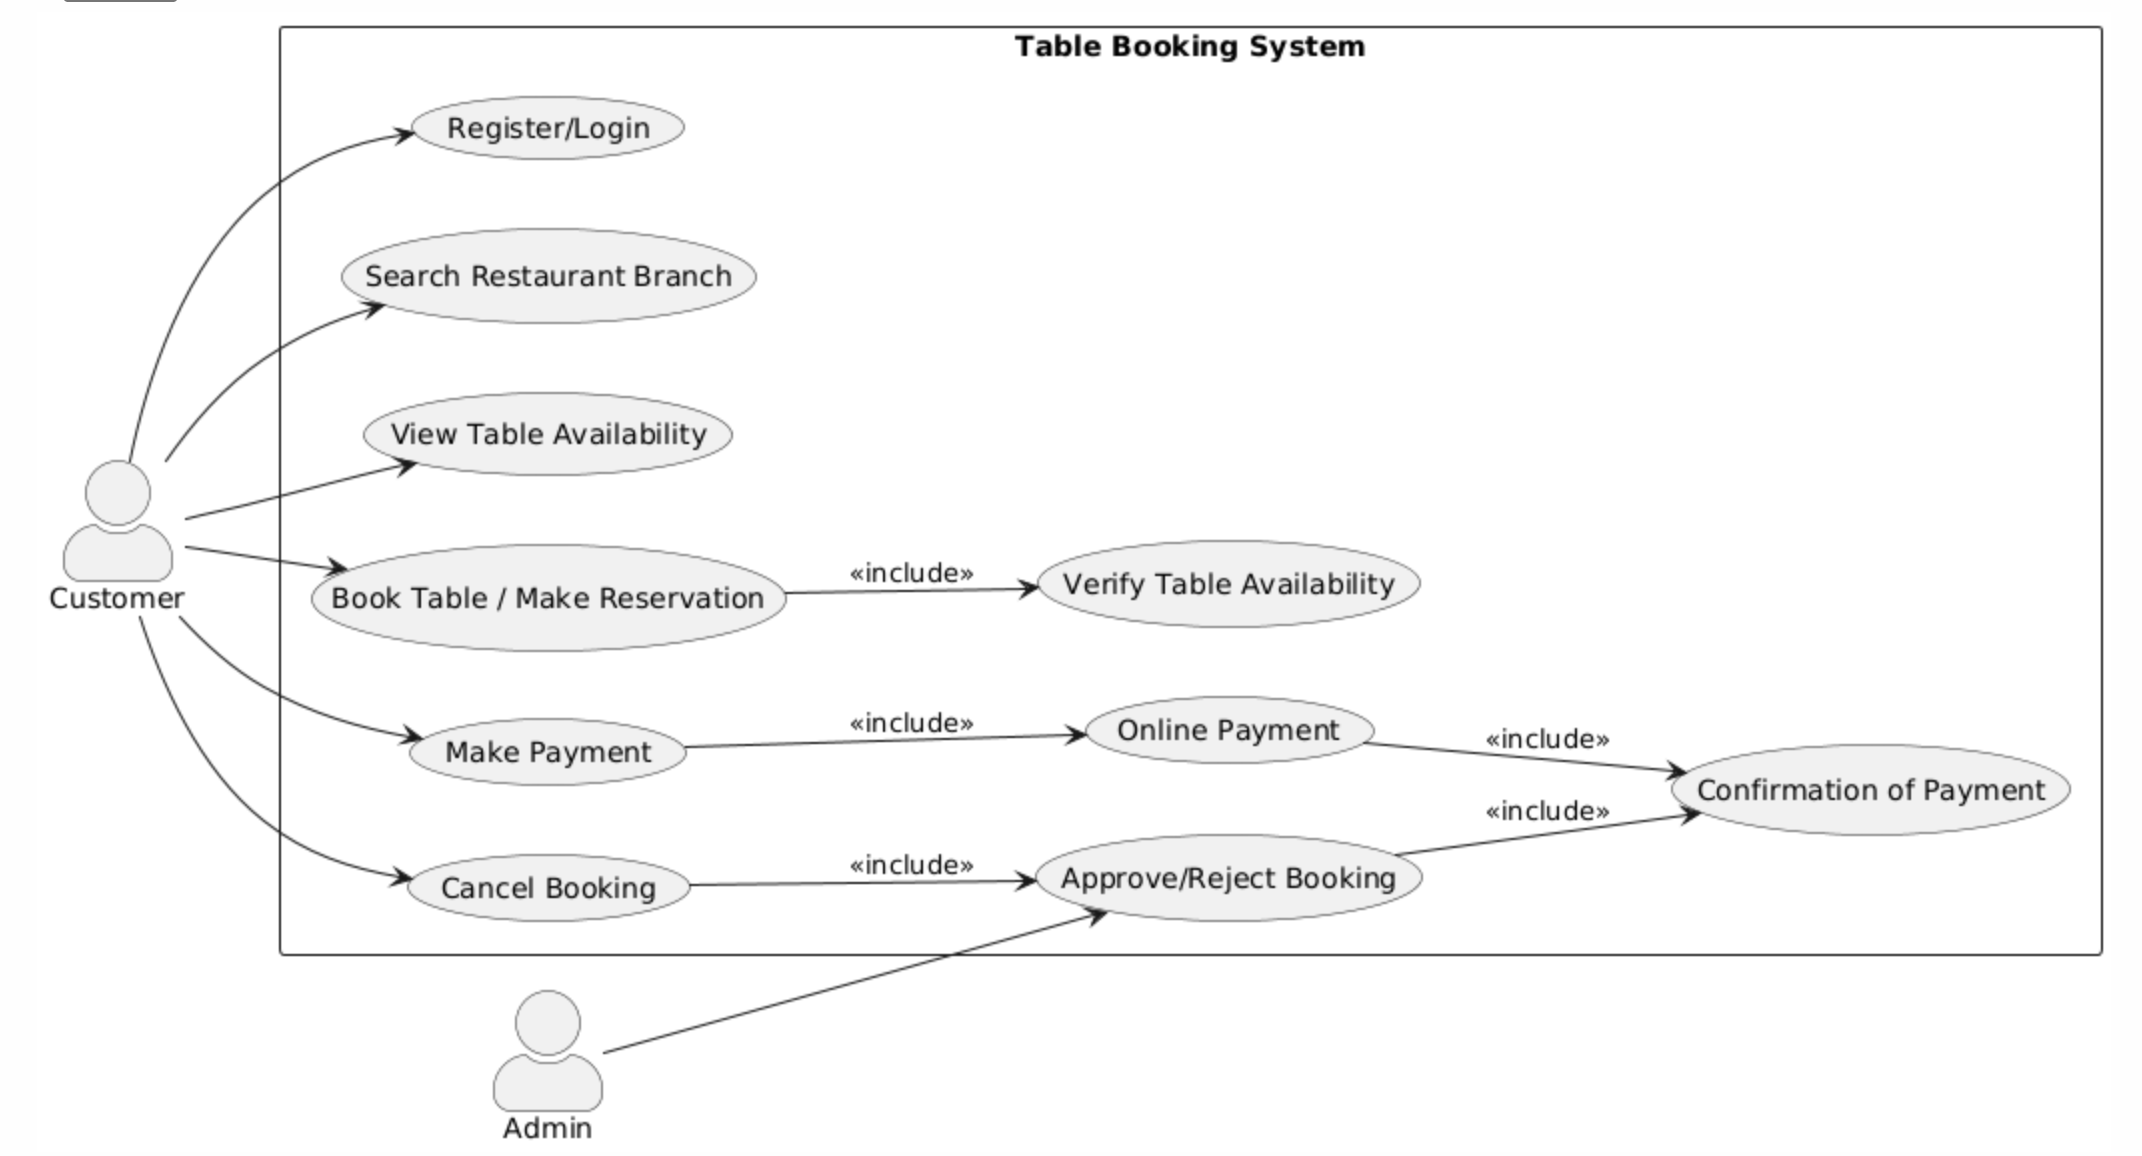 Table Booking System
Register/Login
Search Restaurant Branch
View Table Availability
Customer
Book Table / Make Reservation
«include»
Verify Table Availability
Make Payment
«include»
Online Payment
«include»
Confirmation of Payment
Cancel Booking
«include»
Approve/Reject Booking
«include»
Admin